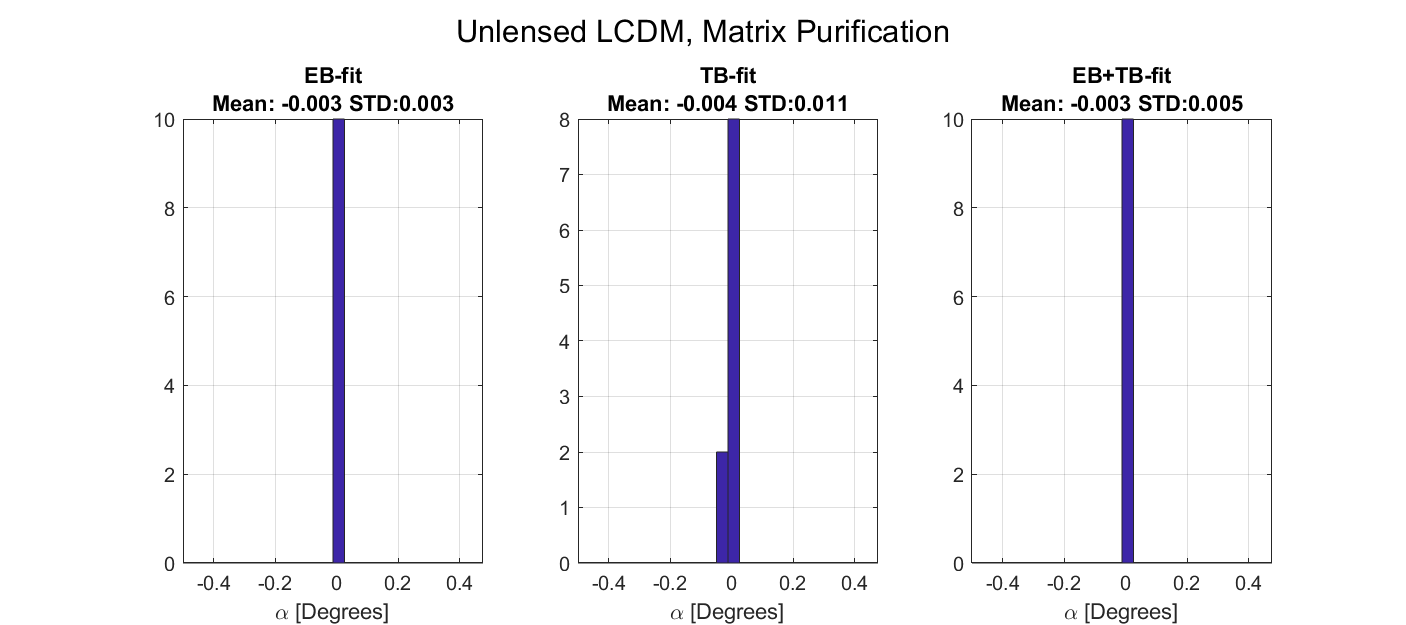 Unlensed LCDM, Matrix Purification
EB-fit
Mean: -0.003 STD:0.003
10
8
6
4
2
0
-0.4 -0.2 0 0.2 0.4
α [Degrees]
TB-fit
Mean: -0.004 STD:0.011
8
7
6
5
4
3
2
1
0
-0.4 -0.2 0 0.2 0.4
α [Degrees]
EB+TB-fit
Mean: -0.003 STD:0.005
10
8
6
4
2
0
-0.4 -0.2 0 0.2 0.4
α [Degrees]